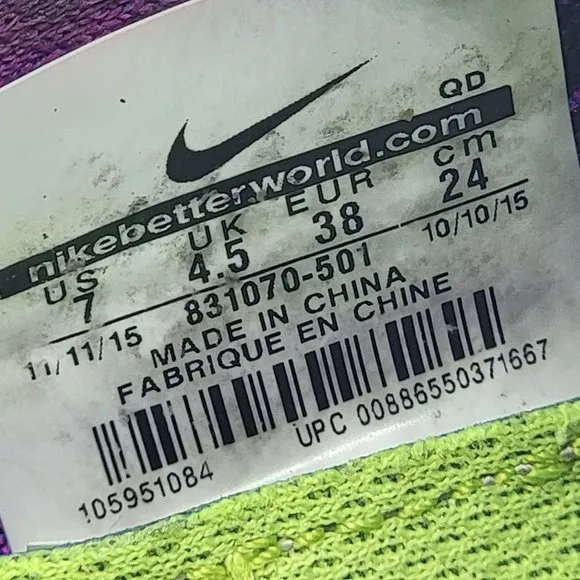 QD
nikebetterworld.com
US UK EUR cm
7 4.5 38 24
11/11/15 831070-501 10/10/15
MADE IN CHINA
FABRIQUE EN CHINE
UPC 00886550371667
105951084